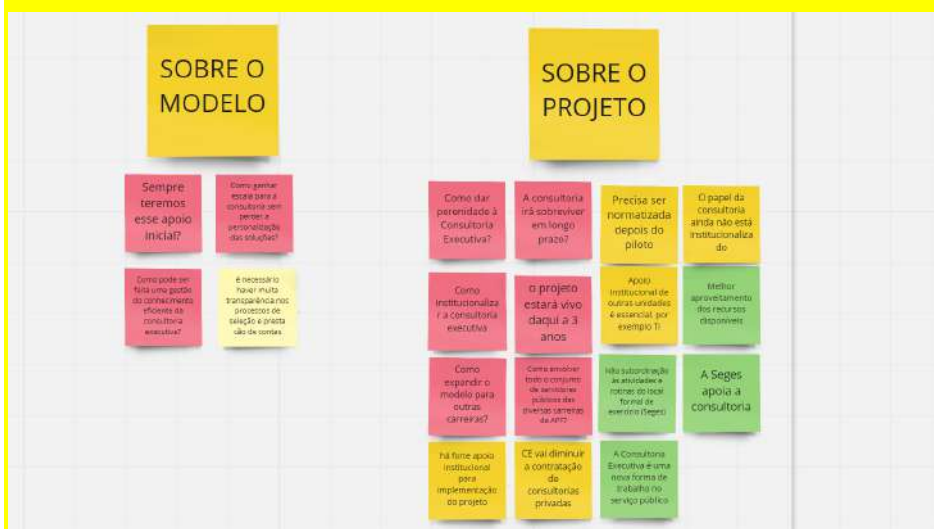 SOBRE O
MODELO
SOBRE O
PROJETO
Sempre
teremos
esse apoio
inicial?
Como ganhar
escala para a
consultoria sem
perder a
personalização
das soluções?
Como pode ser
feita uma gestão
do conhecimento
eficiente da
consultoria
executiva?
é necessário
haver muita
transparência nos
processos de
seleção e presta
ção de contas
Como dar
perenidade à
Consultoria
Executiva?
A consultoria
irá sobreviver
em longo
prazo?
Precisa ser
normatizada
depois do
piloto
O papel da
consultoria
ainda não está
institucionaliza
do
Como
institucionaliza
r a consultoria
executiva
o projeto
estará vivo
daqui a 3
anos
Apoio
institucional de
outras unidades
é essencial, por
exemplo TI
Melhor
aproveitamento
dos recursos
disponíveis
Como
expandir o
modelo para
outras
carreiras?
Como envolver
todo o conjunto
de servidores
públicos das
diversas carreiras
da APF?
Não subordinação
às atividades e
rotinas do local
formal de
exercício (Seges)
A Seges
apoia a
consultoria
há forte apoio
institucional
para
implementação
do projeto
CE vai diminuir
a contratação
de
consultorias
privadas
A Consultoria
Executiva é uma
nova forma de
trabalho no
serviço público